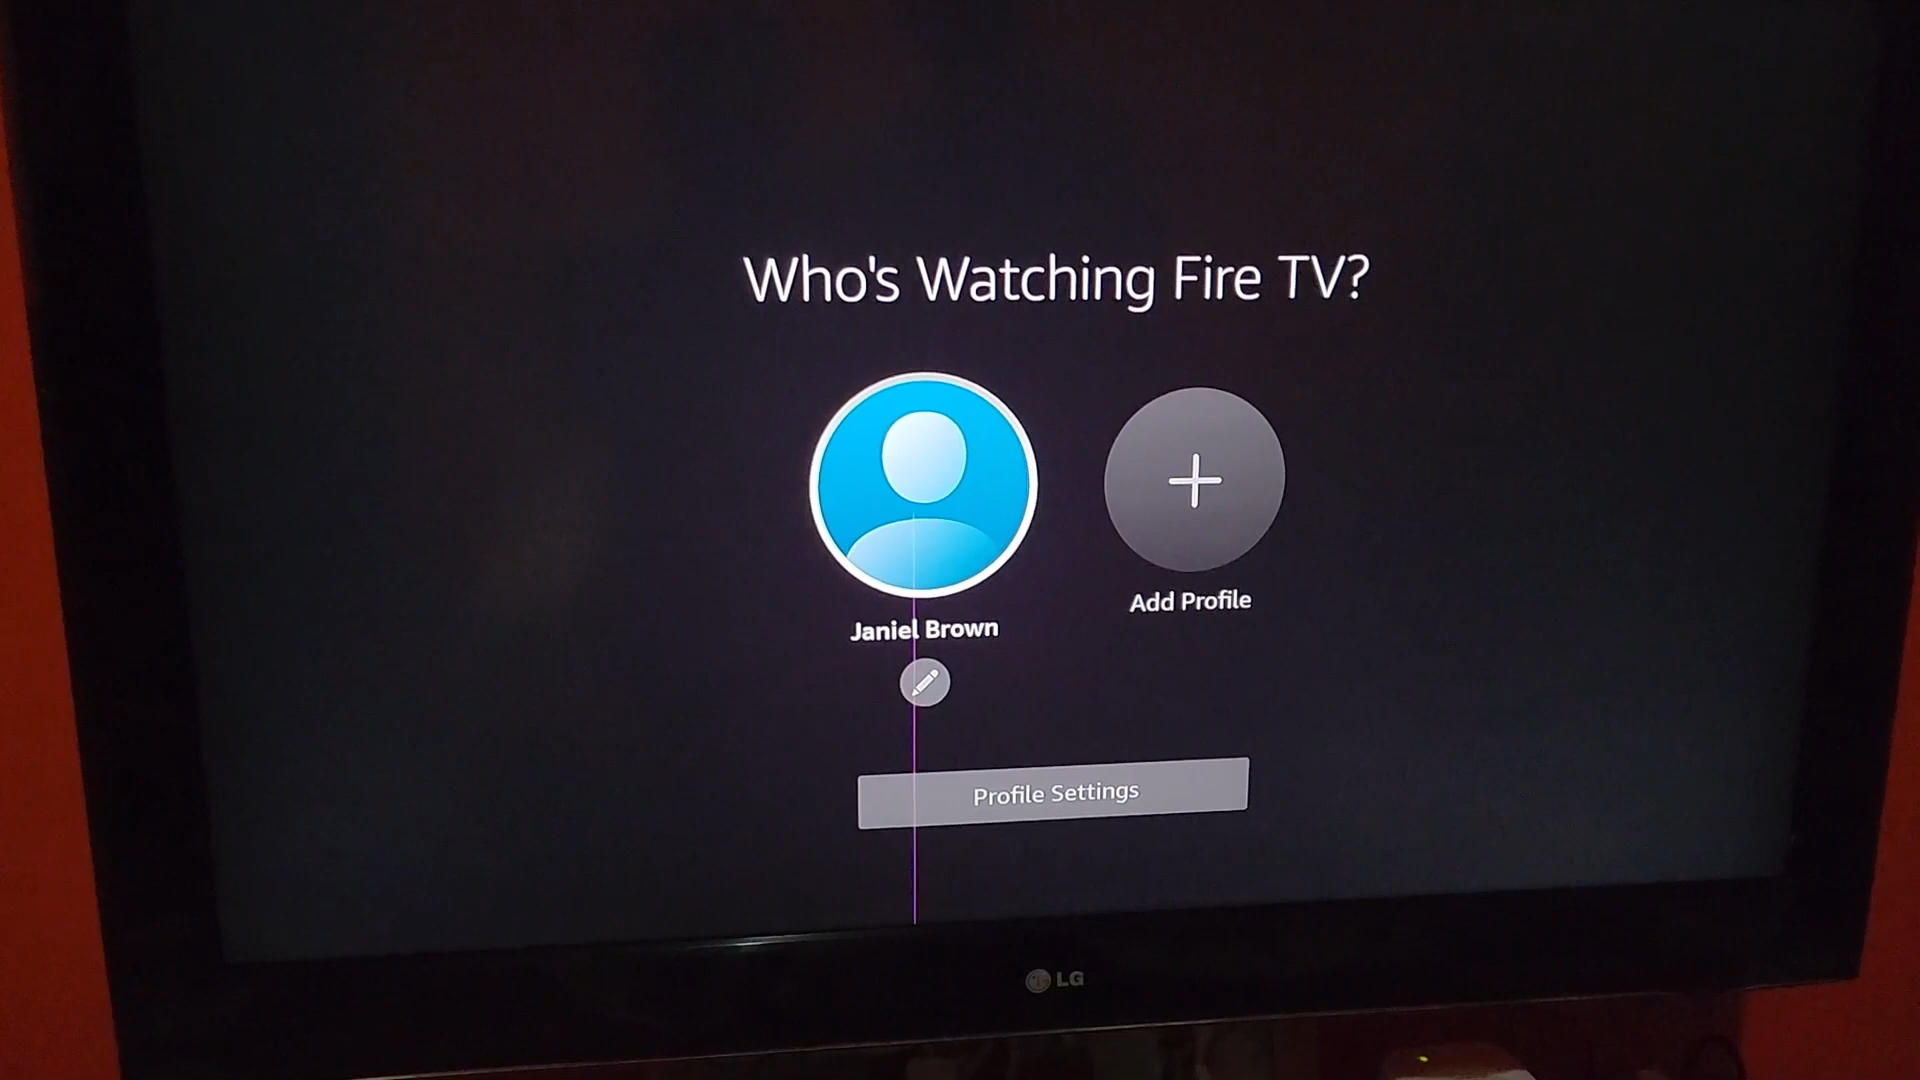 Who's Watching Fire TV?
Janiel Brown
Add Profile
Profile Settings
LG